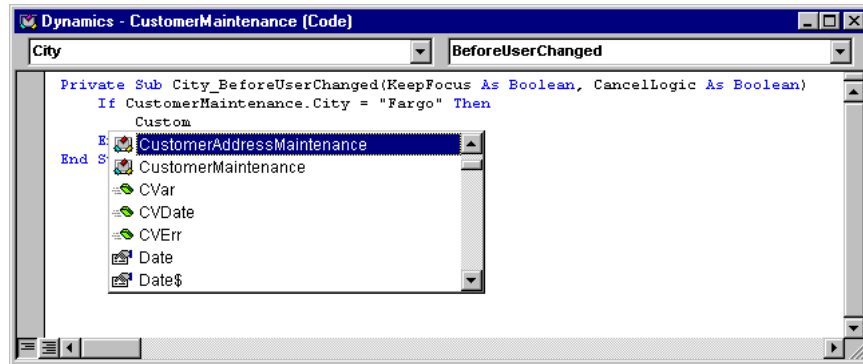 Dynamics - CustomerMaintenance (Code)
City BeforeUserChanged
Private Sub City_BeforeUserChanged(KeepFocus As Boolean, CancelLogic As Boolean)
If CustomerMaintenance.City = "Fargo" Then
Custom
E
CustomerAddressMaintenance
End S
CustomerMaintenance
CVar
CVDate
CVErr
Date
Date$